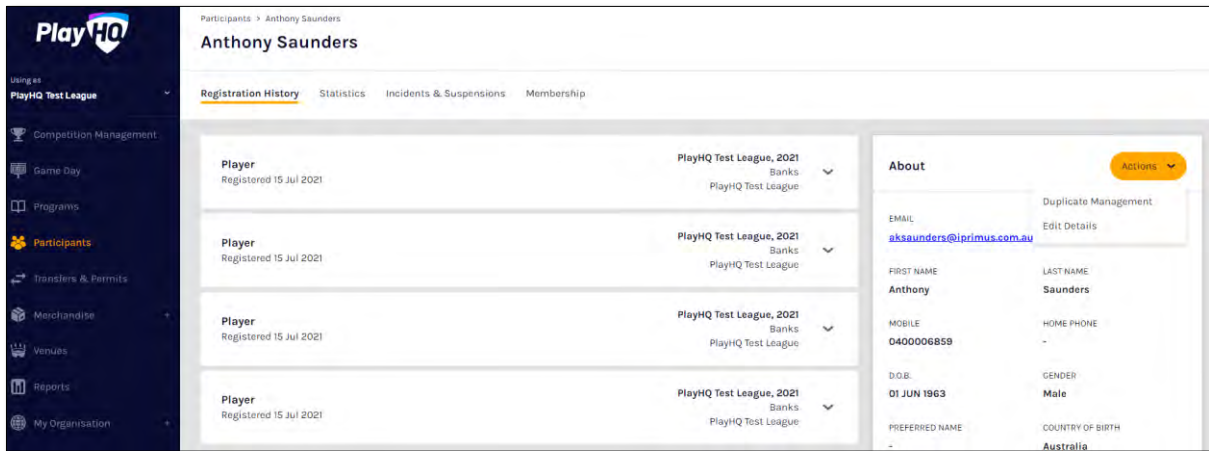 PlayHQ
Using as
PlayHQ Test League
Competition Management
Game Day
Programs
Participants
Transfers & Permits
Merchandise +
Venues
Reports
My Organisation +
Participants > Anthony Saunders
Anthony Saunders
Registration History Statistics Incidents & Suspensions Membership
Player
Registered 15 Jul 2021
PlayHQ Test League, 2021
Banks
PlayHQ Test League
Player
Registered 15 Jul 2021
PlayHQ Test League, 2021
Banks
PlayHQ Test League
Player
Registered 15 Jul 2021
PlayHQ Test League, 2021
Banks
PlayHQ Test League
Player
Registered 15 Jul 2021
PlayHQ Test League, 2021
Banks
PlayHQ Test League
About
Actions
Duplicate Management
Edit Details
EMAIL
aksaunders@iprimus.com.au
FIRST NAME LAST NAME
Anthony Saunders
MOBILE HOME PHONE
0400006859 -
D.O.B. GENDER
01 JUN 1963 Male
PREFERRED NAME COUNTRY OF BIRTH
- Australia